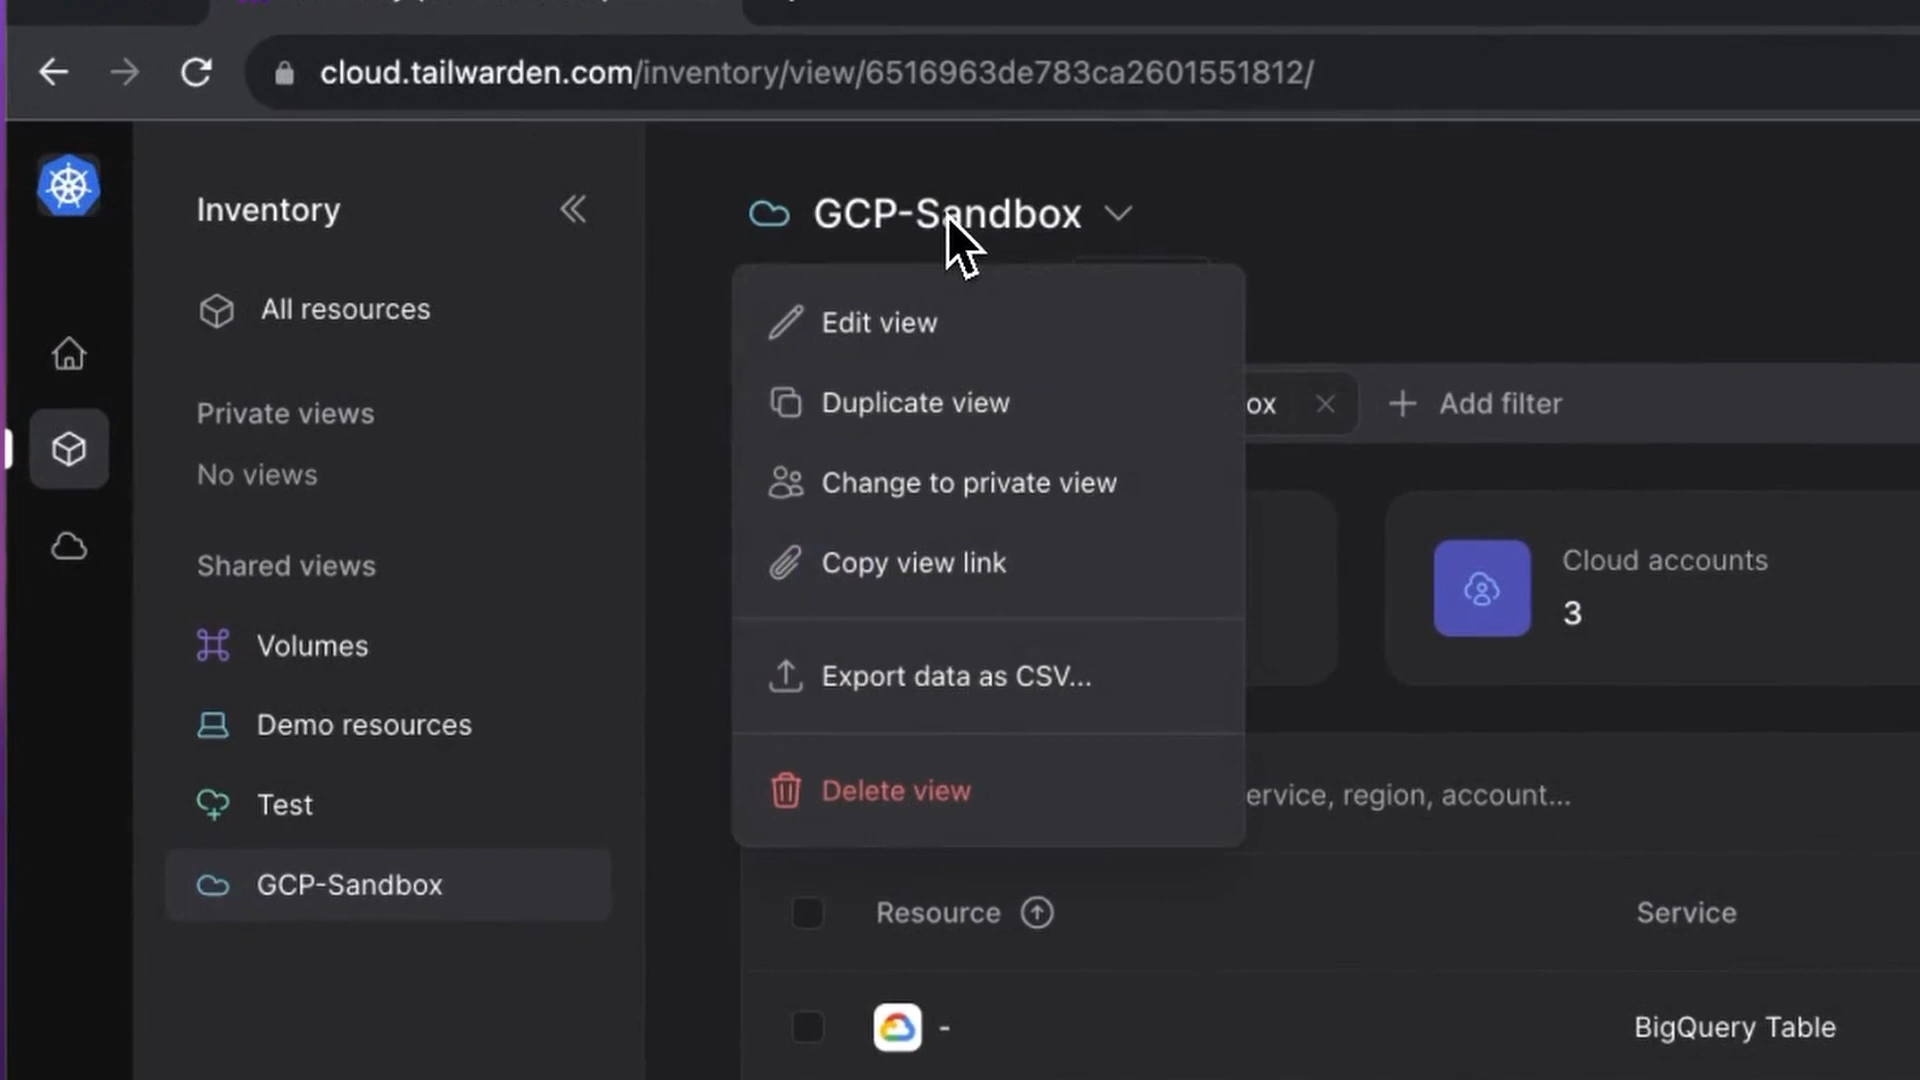 cloud.tailwarden.com/inventory/view/6516963de783ca2601551812/
Inventory
All resources
Private views
No views
Shared views
Volumes
Demo resources
Test
GCP-Sandbox
GCP-Sandbox
Edit view
Duplicate view
Change to private view
Copy view link
Export data as CSV...
Delete view
ox
Add filter
Cloud accounts
3
ervice, region, account...
Resource
Service
-
BigQuery Table